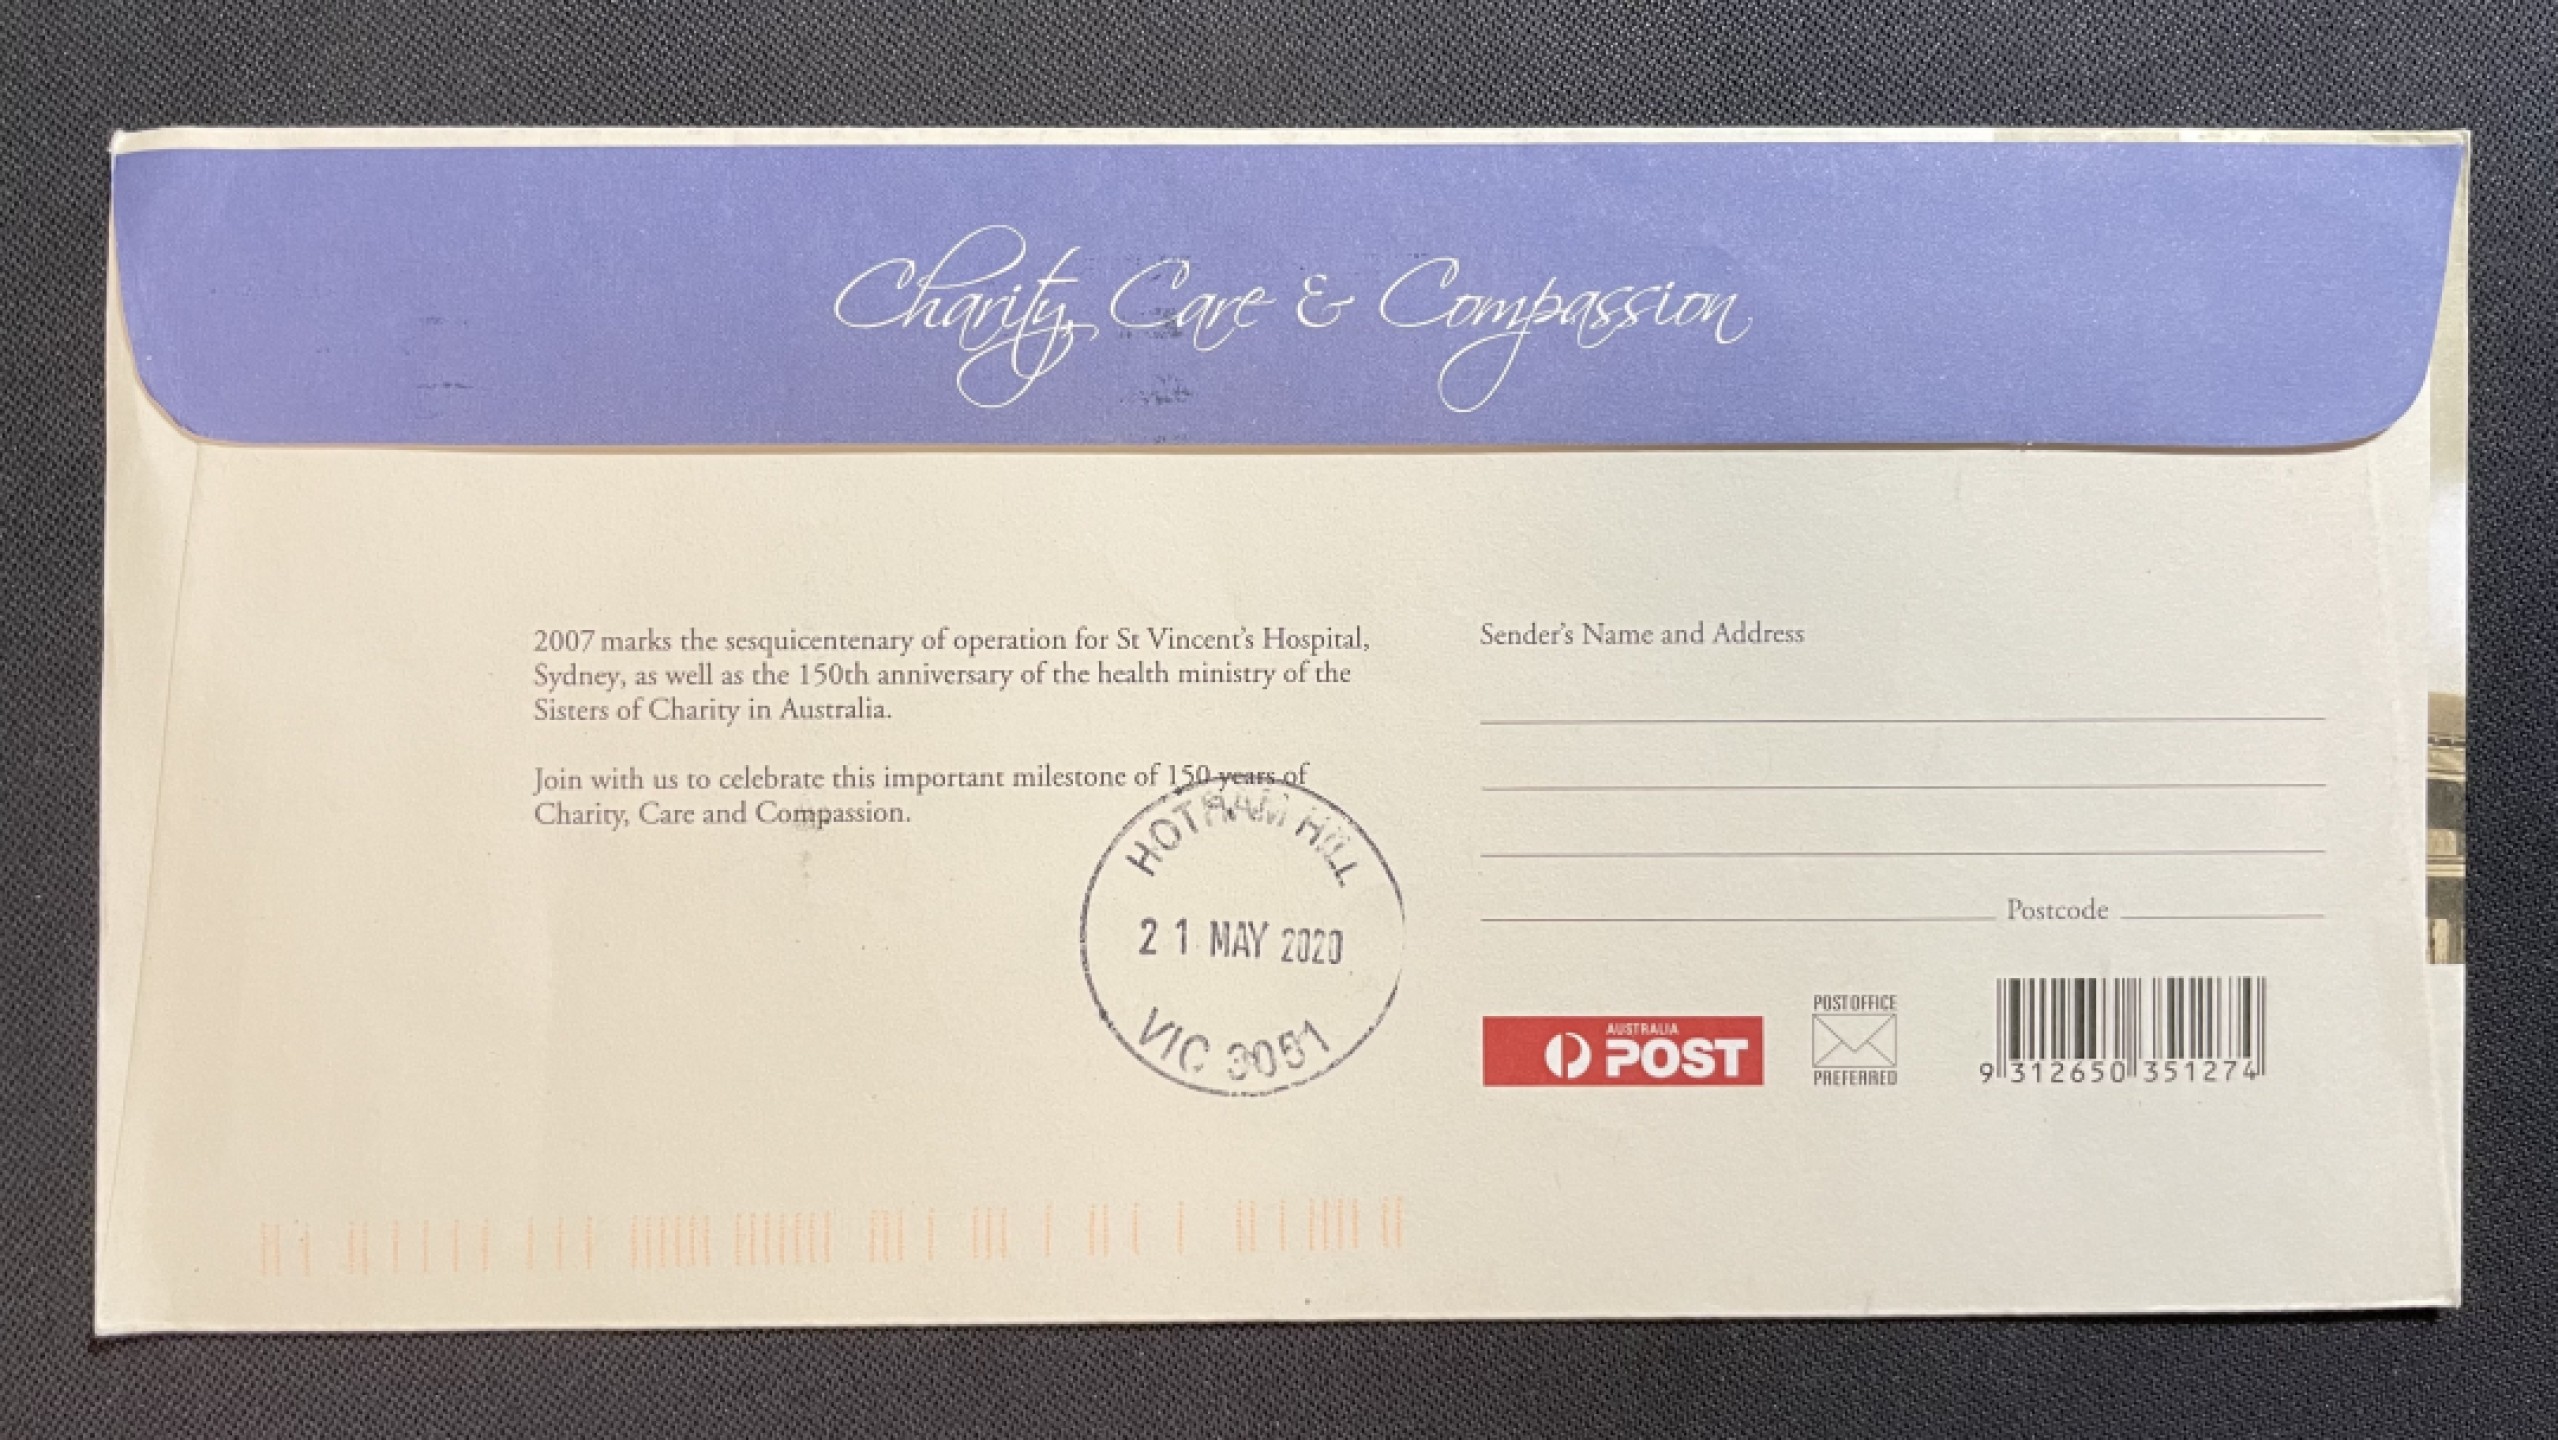 Charity, Care & Compassion
2007 marks the sesquicentenary of operation for St Vincent's Hospital,
Sydney, as well as the 150th anniversary of the health ministry of the
Sisters of Charity in Australia.
Join with us to celebrate this important milestone of 150 years of
Charity, Care and Compassion.
HOTHAM HILL
21 MAY 2020
VIC 3051
Sender's Name and Address
Postcode
AUSTRALIA
POST
POST OFFICE
PREFERRED
9 312650 351274